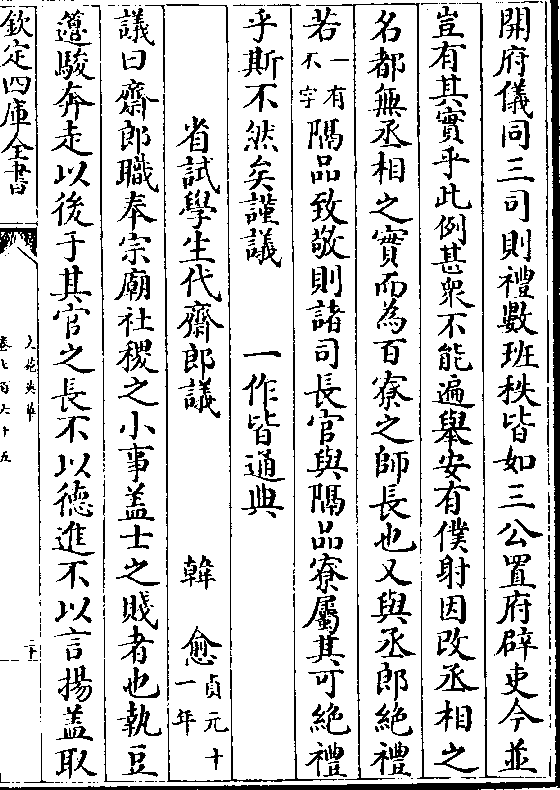 開府儀同三司則禮數班秩皆如三公置府辟吏今並
豈有其實乎此例甚衆不能遍舉安有僕射因改丞相之
名都無丞相之實而為百寮之師長也又與丞郎絶禮
若一有不字隔品致敬則諸司長官與隔品寮屬其可絶禮
乎斯不然矣謹議　一作皆通典
省試學生代齋郎議　韓愈貞元十一年
議曰齋郎職奉宗廟社稷之小事盖士之賤者也執豆
籩駿奔走以後于其官之長不以徳進不以言揚盖取
欽定四庫全書
文苑英華
卷七百六十五